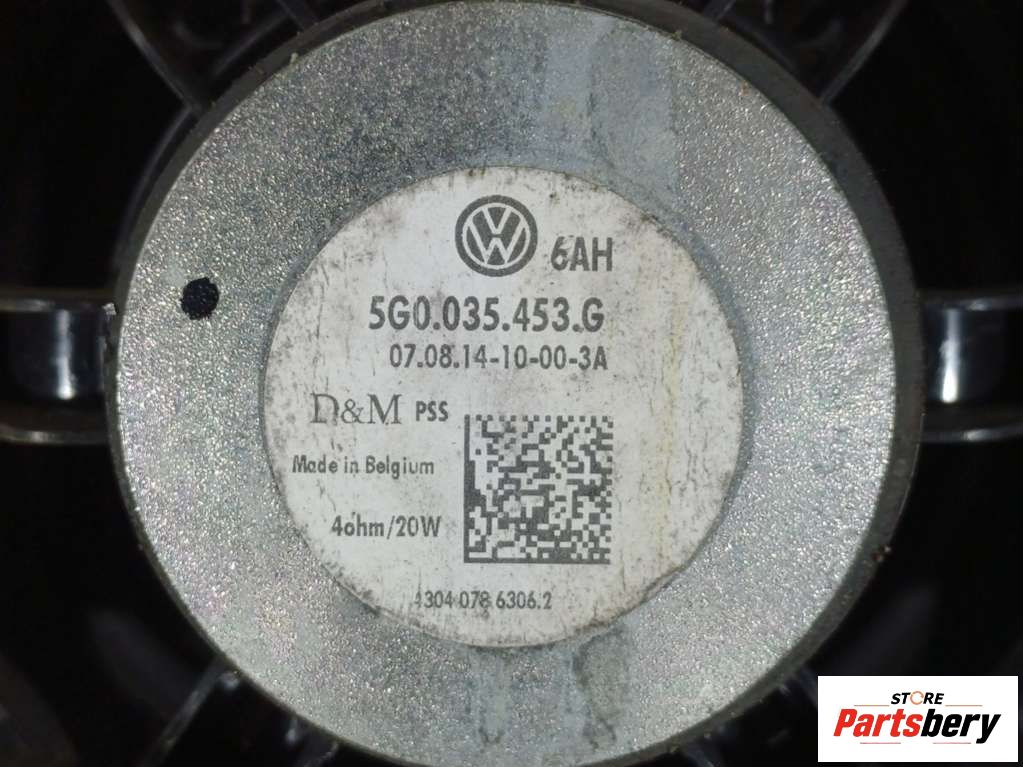 6AH
5G0.035.453.G
07.08.14-10-00-3A
D&M PSS
Made in Belgium
4ohm/20W
4304 078 6306.2
STORE
Partsbery